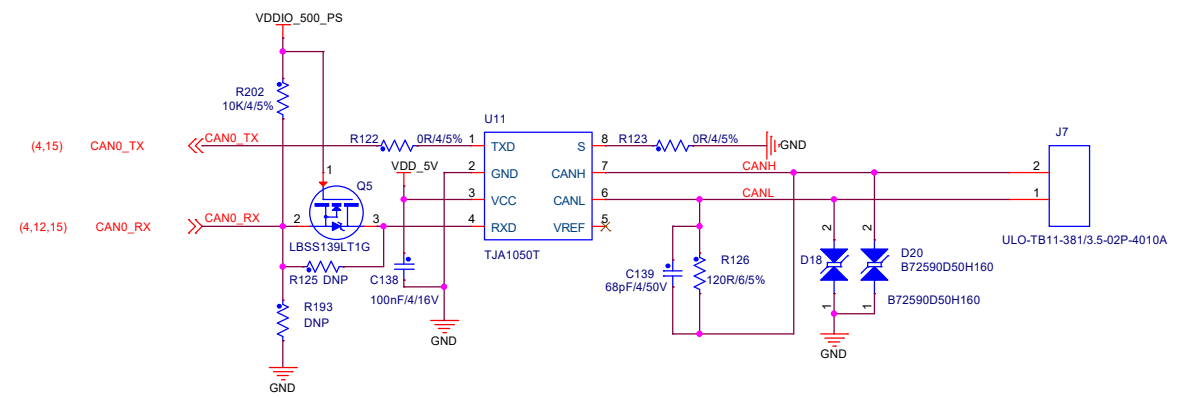 VDDIO_500_PS
R202
10K/4/5%
(4,15) CAN0_TX
CAN0_TX
R122 0R/4/5%
U11
1 TXD
2 GND
3 VCC
4 RXD
S 8
CANH 7
CANL 6
VREF 5
TJA1050T
R123 0R/4/5%
GND
CANH
CANL
J7
2
1
ULO-TB11-381/3.5-02P-4010A
VDD_5V
1
Q5
(4,12,15) CAN0_RX
CAN0_RX
2
3
LBSS139LT1G
R125 DNP
C138
100nF/4/16V
R193
DNP
GND
GND
C139
68pF/4/50V
R126
120R/6/5%
2
2
D18
D20
B72590D50H160
B72590D50H160
1
1
GND